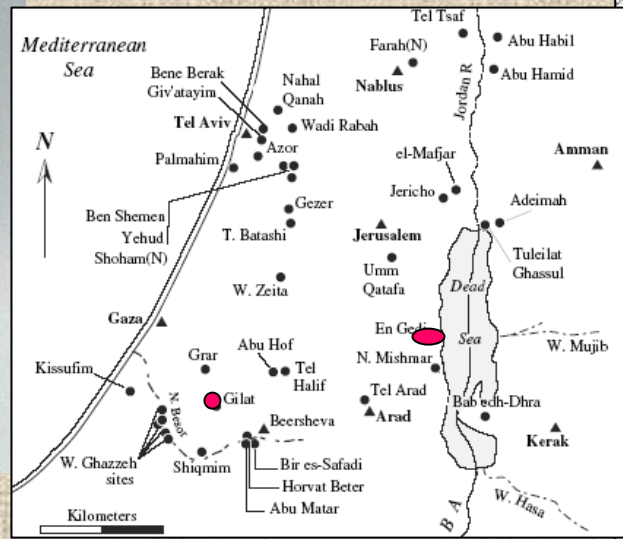 Tel Tsaf
Mediterranean
Sea
Farah(N)
Abu Habil
Bene Berak
Giv'atayim
Nahal
Qanah
Nablus
Jordan R
Abu Hamid
N
Tel Aviv
Wadi Rabah
Palmahim
Azor
el-Mafjar
Amman
Jericho
Adeimah
Ben Shemen
Yehud
Shoham(N)
Gezer
T. Batashi
Jerusalem
Tuleilat
Ghassul
Umm
Qatafa
W. Zeita
Dead
Sea
Gaza
En Gedi
W. Mujib
Abu Hof
Grar
Tel
Halif
N. Mishmar
Kissufim
Gilat
N. Besor
Tel Arad
Arad
Bab edh-Dhra
Beersheva
Kerak
W. Ghazzeh
sites
Shiqmim
Bir es-Safadi
Horvat Beter
Abu Matar
W. Hasa
Kilometers
B A